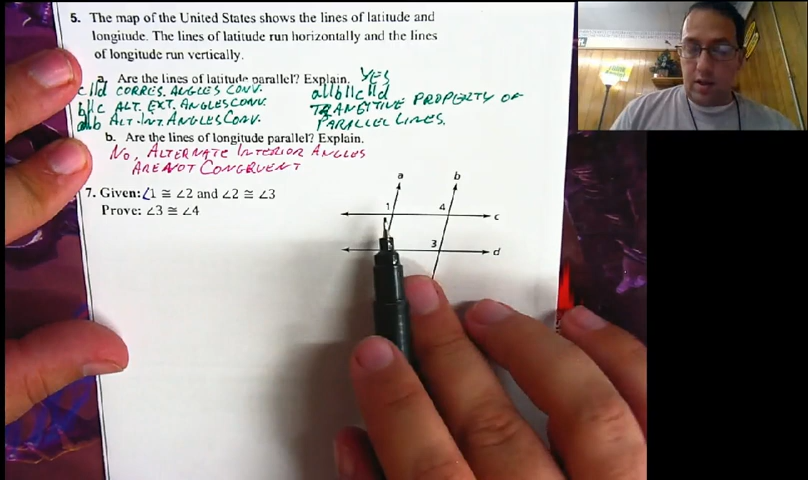 5. The map of the United States shows the lines of latitude and
longitude. The lines of latitude run horizontally and the lines
of longitude run vertically.
a. Are the lines of latitude parallel? Explain. YES
c||d CORRES. ANGLES CONV.
b||c ALT. EXT. ANGLES CONV.
a||b ALT. INT. ANGLES CONV.
a||b||c||d
TRANSITIVE PROPERTY OF
PARALLEL LINES.
b. Are the lines of longitude parallel? Explain.
NO, ALTERNATE INTERIOR ANGLES
ARE NOT CONGRUENT
7. Given: ∠1 ≅ ∠2 and ∠2 ≅ ∠3
Prove: ∠3 ≅ ∠4
a b
1 4 c
3 d